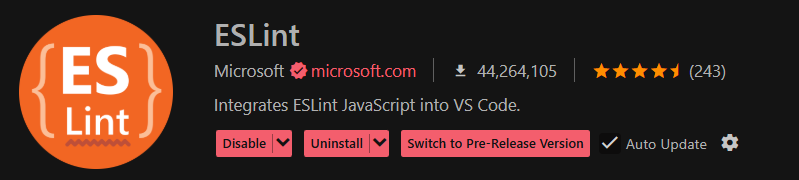 ES
Lint
ESLint
Microsoft microsoft.com 44,264,105 (243)
Integrates ESLint JavaScript into VS Code.
Disable Uninstall Switch to Pre-Release Version Auto Update